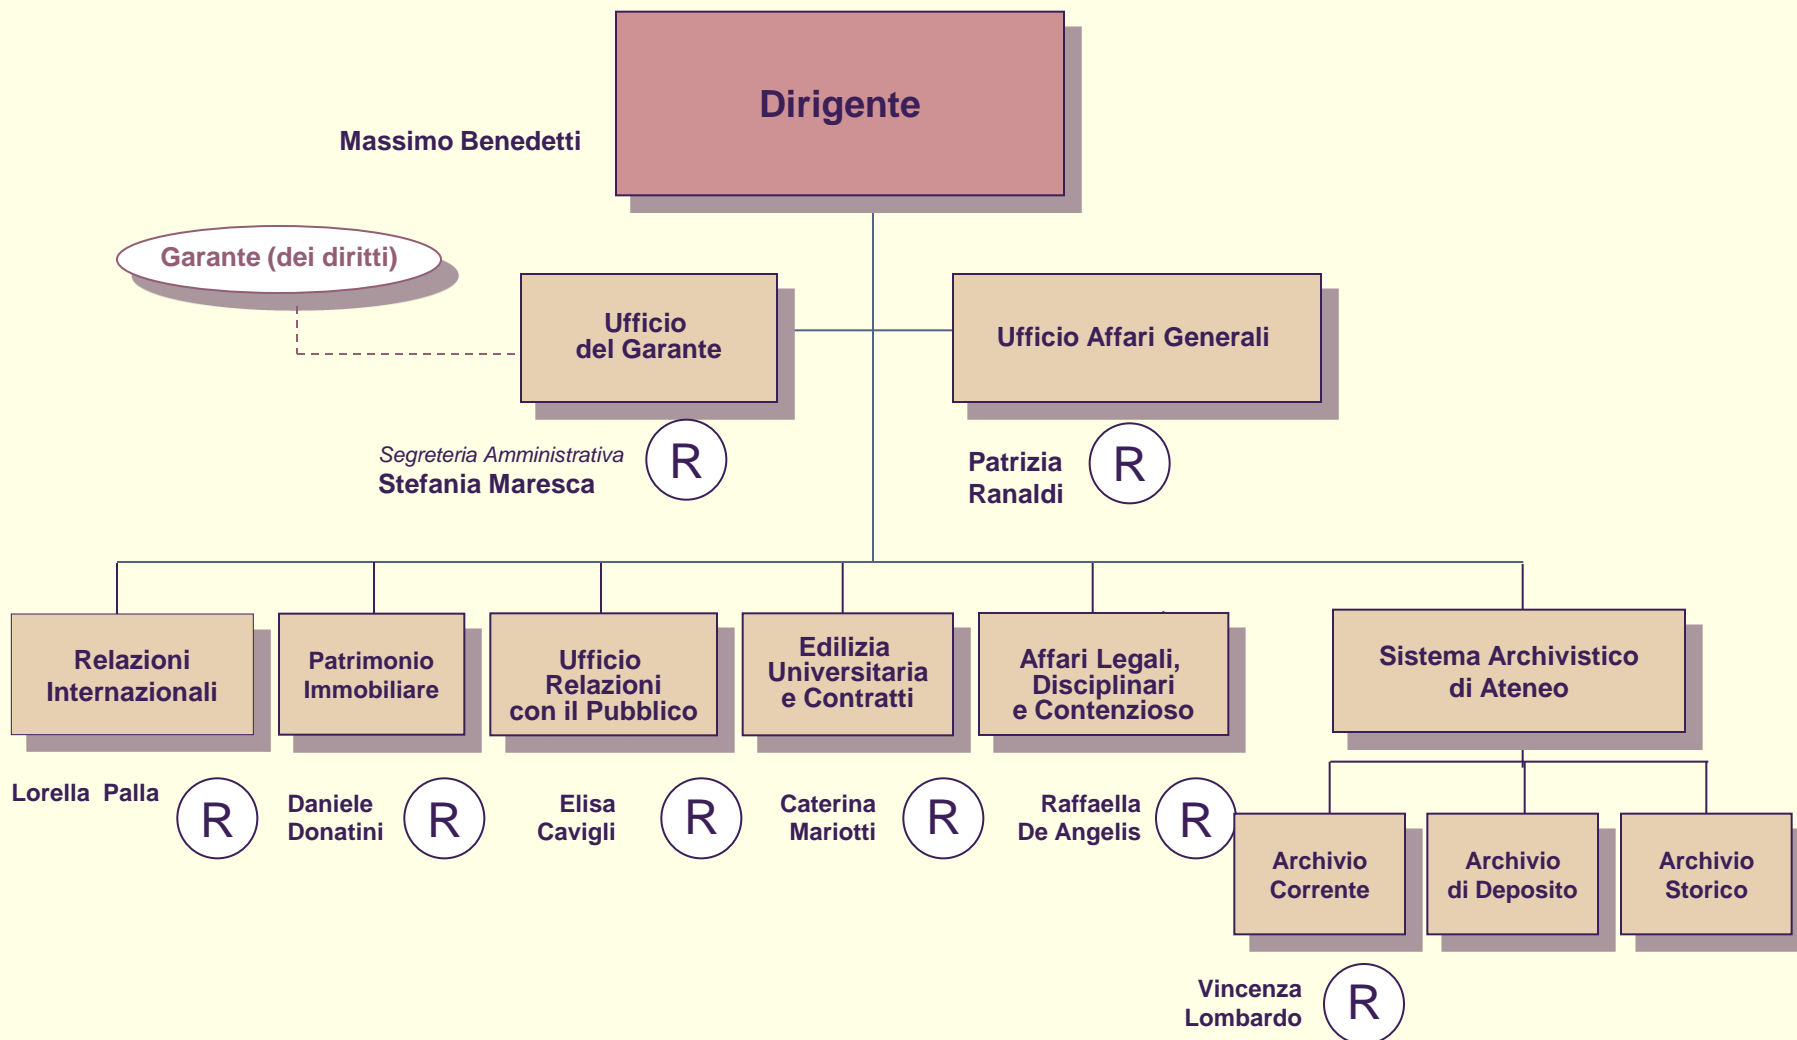 Dirigente
Massimo Benedetti
Garante (dei diritti)
Ufficio
del Garante
Ufficio Affari Generali
Segreteria Amministrativa
Stefania Maresca
R
Patrizia
Ranaldi
R
Relazioni
Internazionali
Patrimonio
Immobiliare
Ufficio
Relazioni
con il Pubblico
Edilizia
Universitaria
e Contratti
Affari Legali,
Disciplinari
e Contenzioso
Sistema Archivistico
di Ateneo
Lorella Palla
R
Daniele
Donatini
R
Elisa
Cavigli
R
Caterina
Mariotti
R
Raffaella
De Angelis
R
Archivio
Corrente
Archivio
di Deposito
Archivio
Storico
Vincenza
Lombardo
R